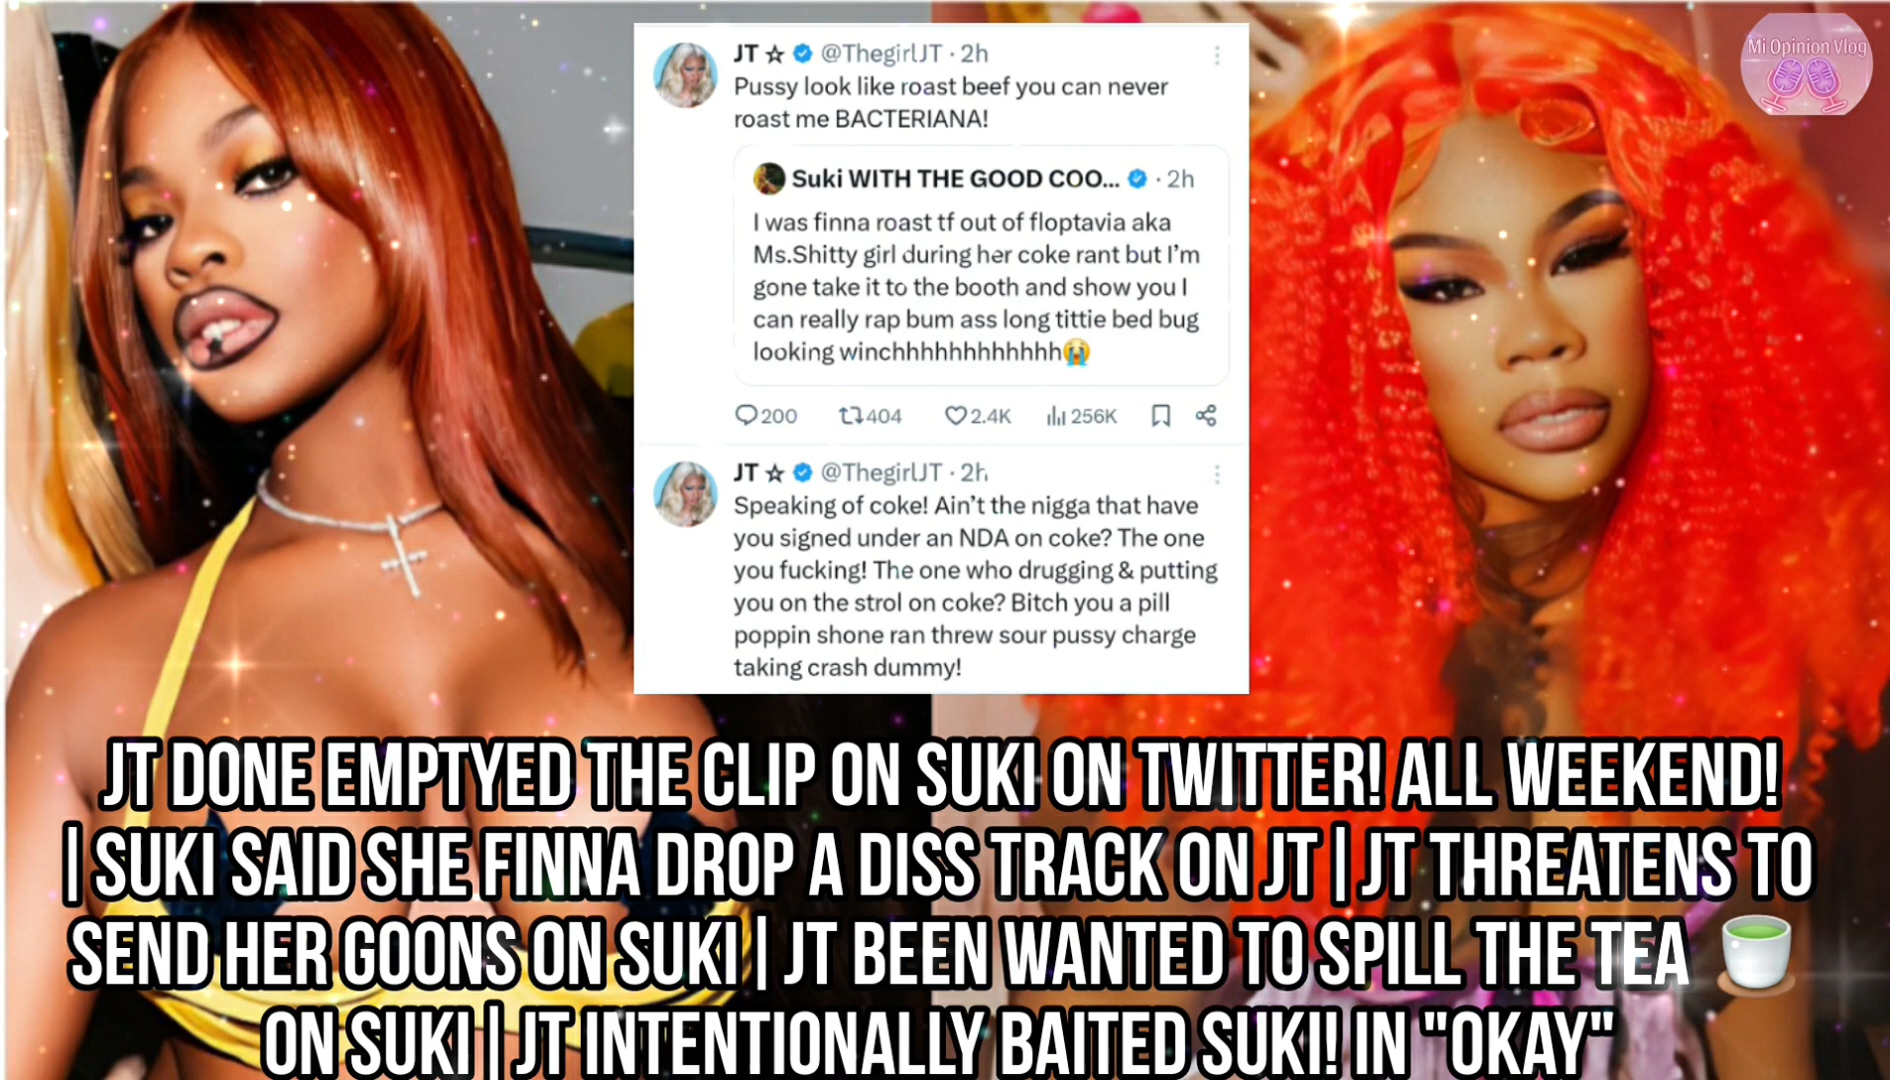 Mi Opinion Vlog
JT ☆ @ThegirlJT · 2h
Pussy look like roast beef you can never
roast me BACTERIANA!
Suki WITH THE GOOD COO... · 2h
I was finna roast tf out of floptavia aka
Ms.Shitty girl during her coke rant but I'm
gone take it to the booth and show you I
can really rap bum ass long tittie bed bug
looking winchhhhhhhhhhhhh😭
200 404 2.4K 256K
JT ☆ @ThegirlJT · 2h
Speaking of coke! Ain't the nigga that have
you signed under an NDA on coke? The one
you fucking! The one who drugging & putting
you on the strol on coke? Bitch you a pill
poppin shone ran threw sour pussy charge
taking crash dummy!
JT DONE EMPTYED THE CLIP ON SUKI ON TWITTER! ALL WEEKEND!
| SUKI SAID SHE FINNA DROP A DISS TRACK ON JT | JT THREATENS TO
SEND HER GOONS ON SUKI | JT BEEN WANTED TO SPILL THE TEA 🍵
ON SUKI | JT INTENTIONALLY BAITED SUKI! IN "OKAY"